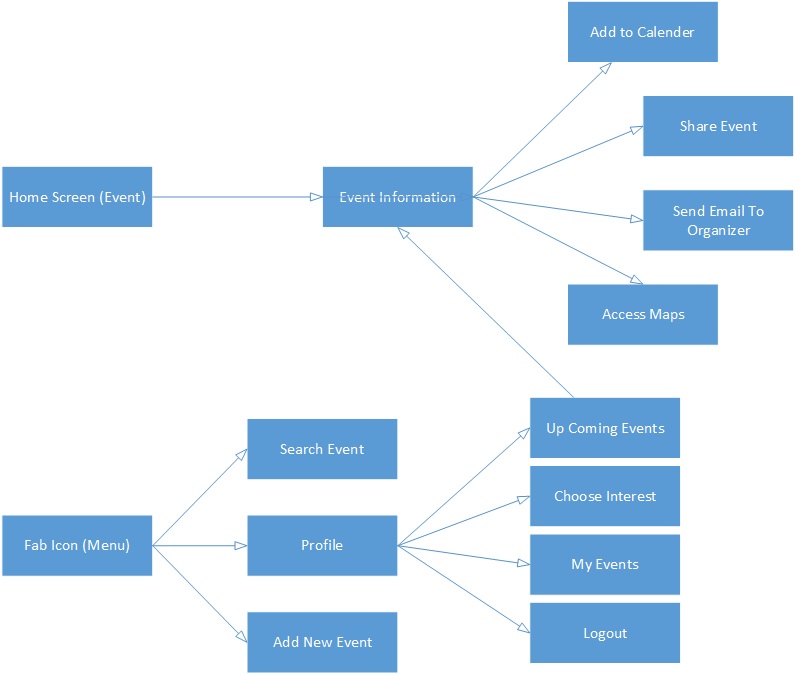 Add to Calender
Share Event
Home Screen (Event)
Event Information
Send Email To
Organizer
Access Maps
Up Coming Events
Search Event
Choose Interest
Fab Icon (Menu)
Profile
My Events
Add New Event
Logout